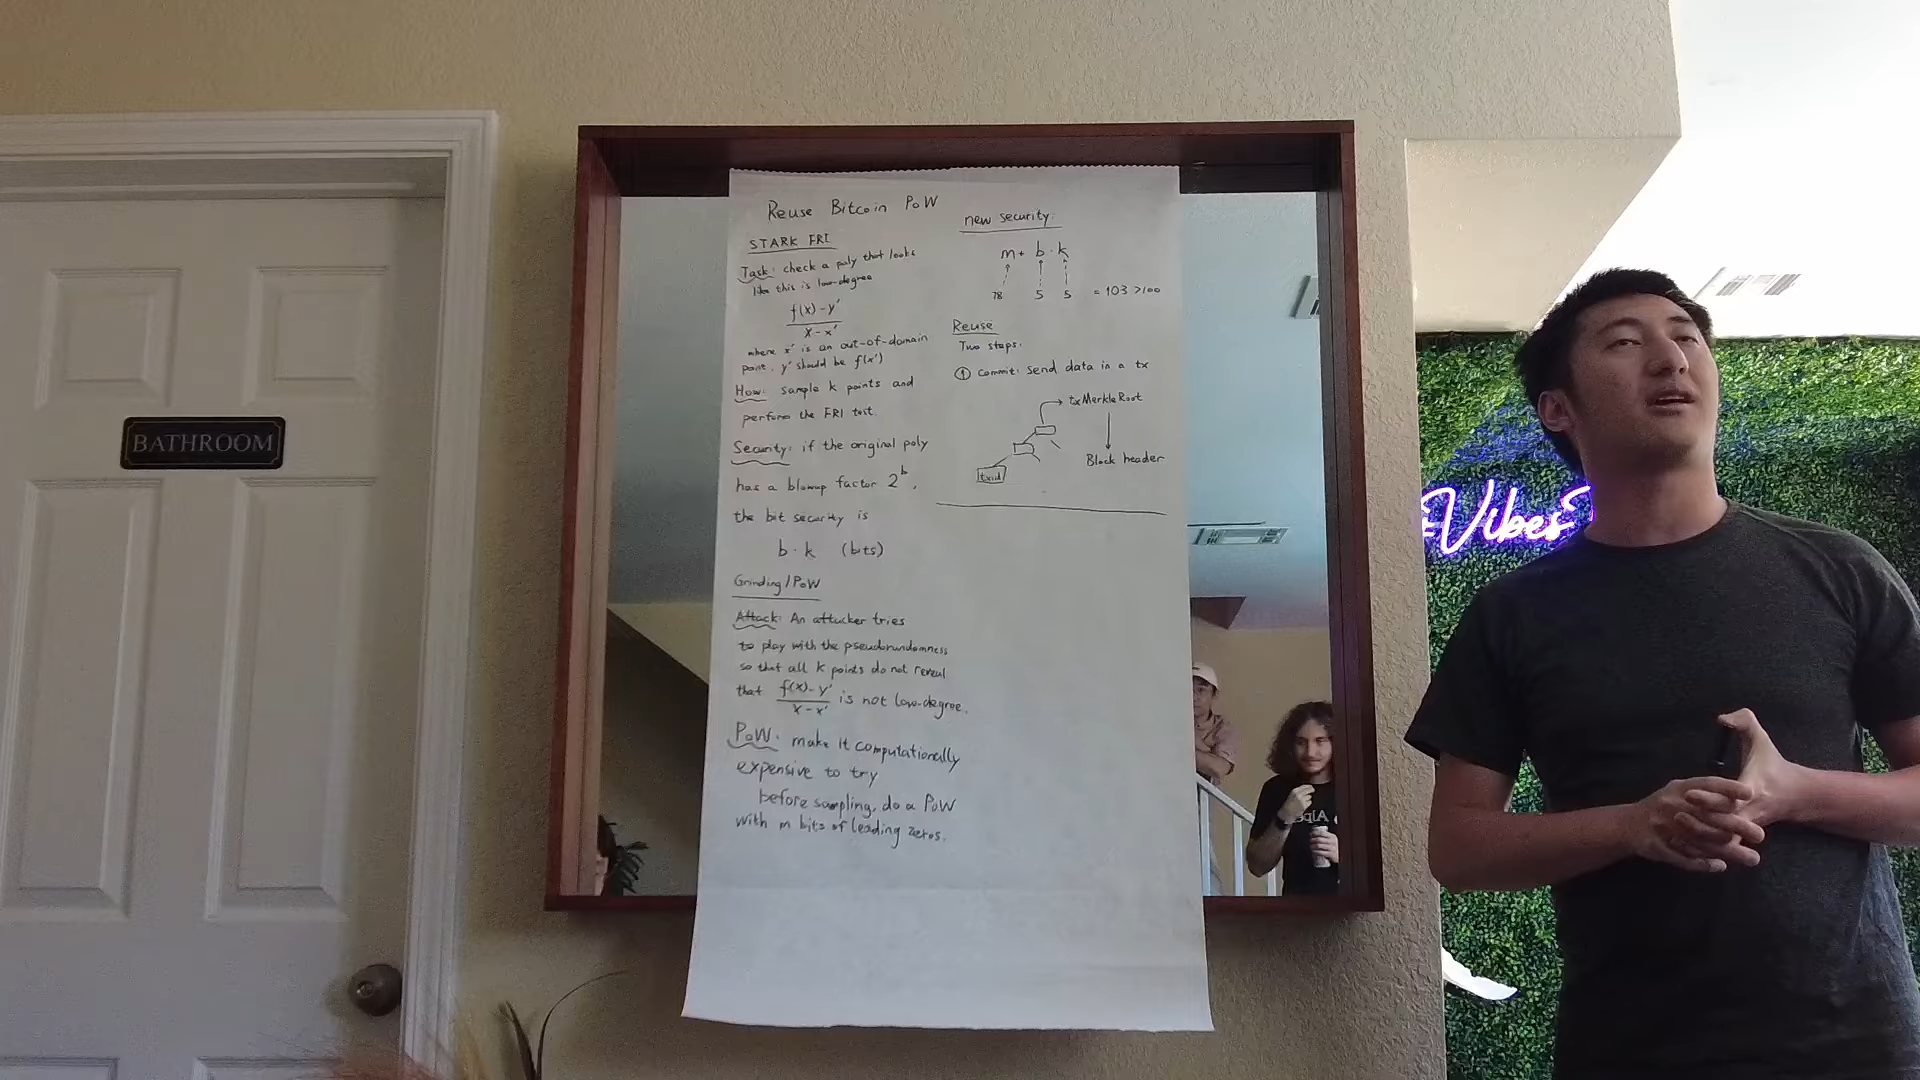 BATHROOM
Reuse Bitcoin PoW
STARK FRI
Task: check a poly that looks
like this is low-degree
f(x)-y'
x-x'
where x' is an out-of-domain
point, y' should be f(x')
How: sample k points and
perform the FRI test.
Security: if the original poly
has a blowup factor 2^b,
the bit security is
b · k (bits)
Grinding/PoW
Attack: An attacker tries
to play with the pseudorandomness
so that all k points do not reveal
that f(x)-y' / x-x' is not low-degree.
PoW: make it computationally
expensive to try
before sampling, do a PoW
with m bits of leading zeros.
new security:
m + b · k
78 5 5 = 103 >100
Reuse
Two steps:
① Commit: Send data in a tx
txMerkleRoot
Block header
txid
Vibes